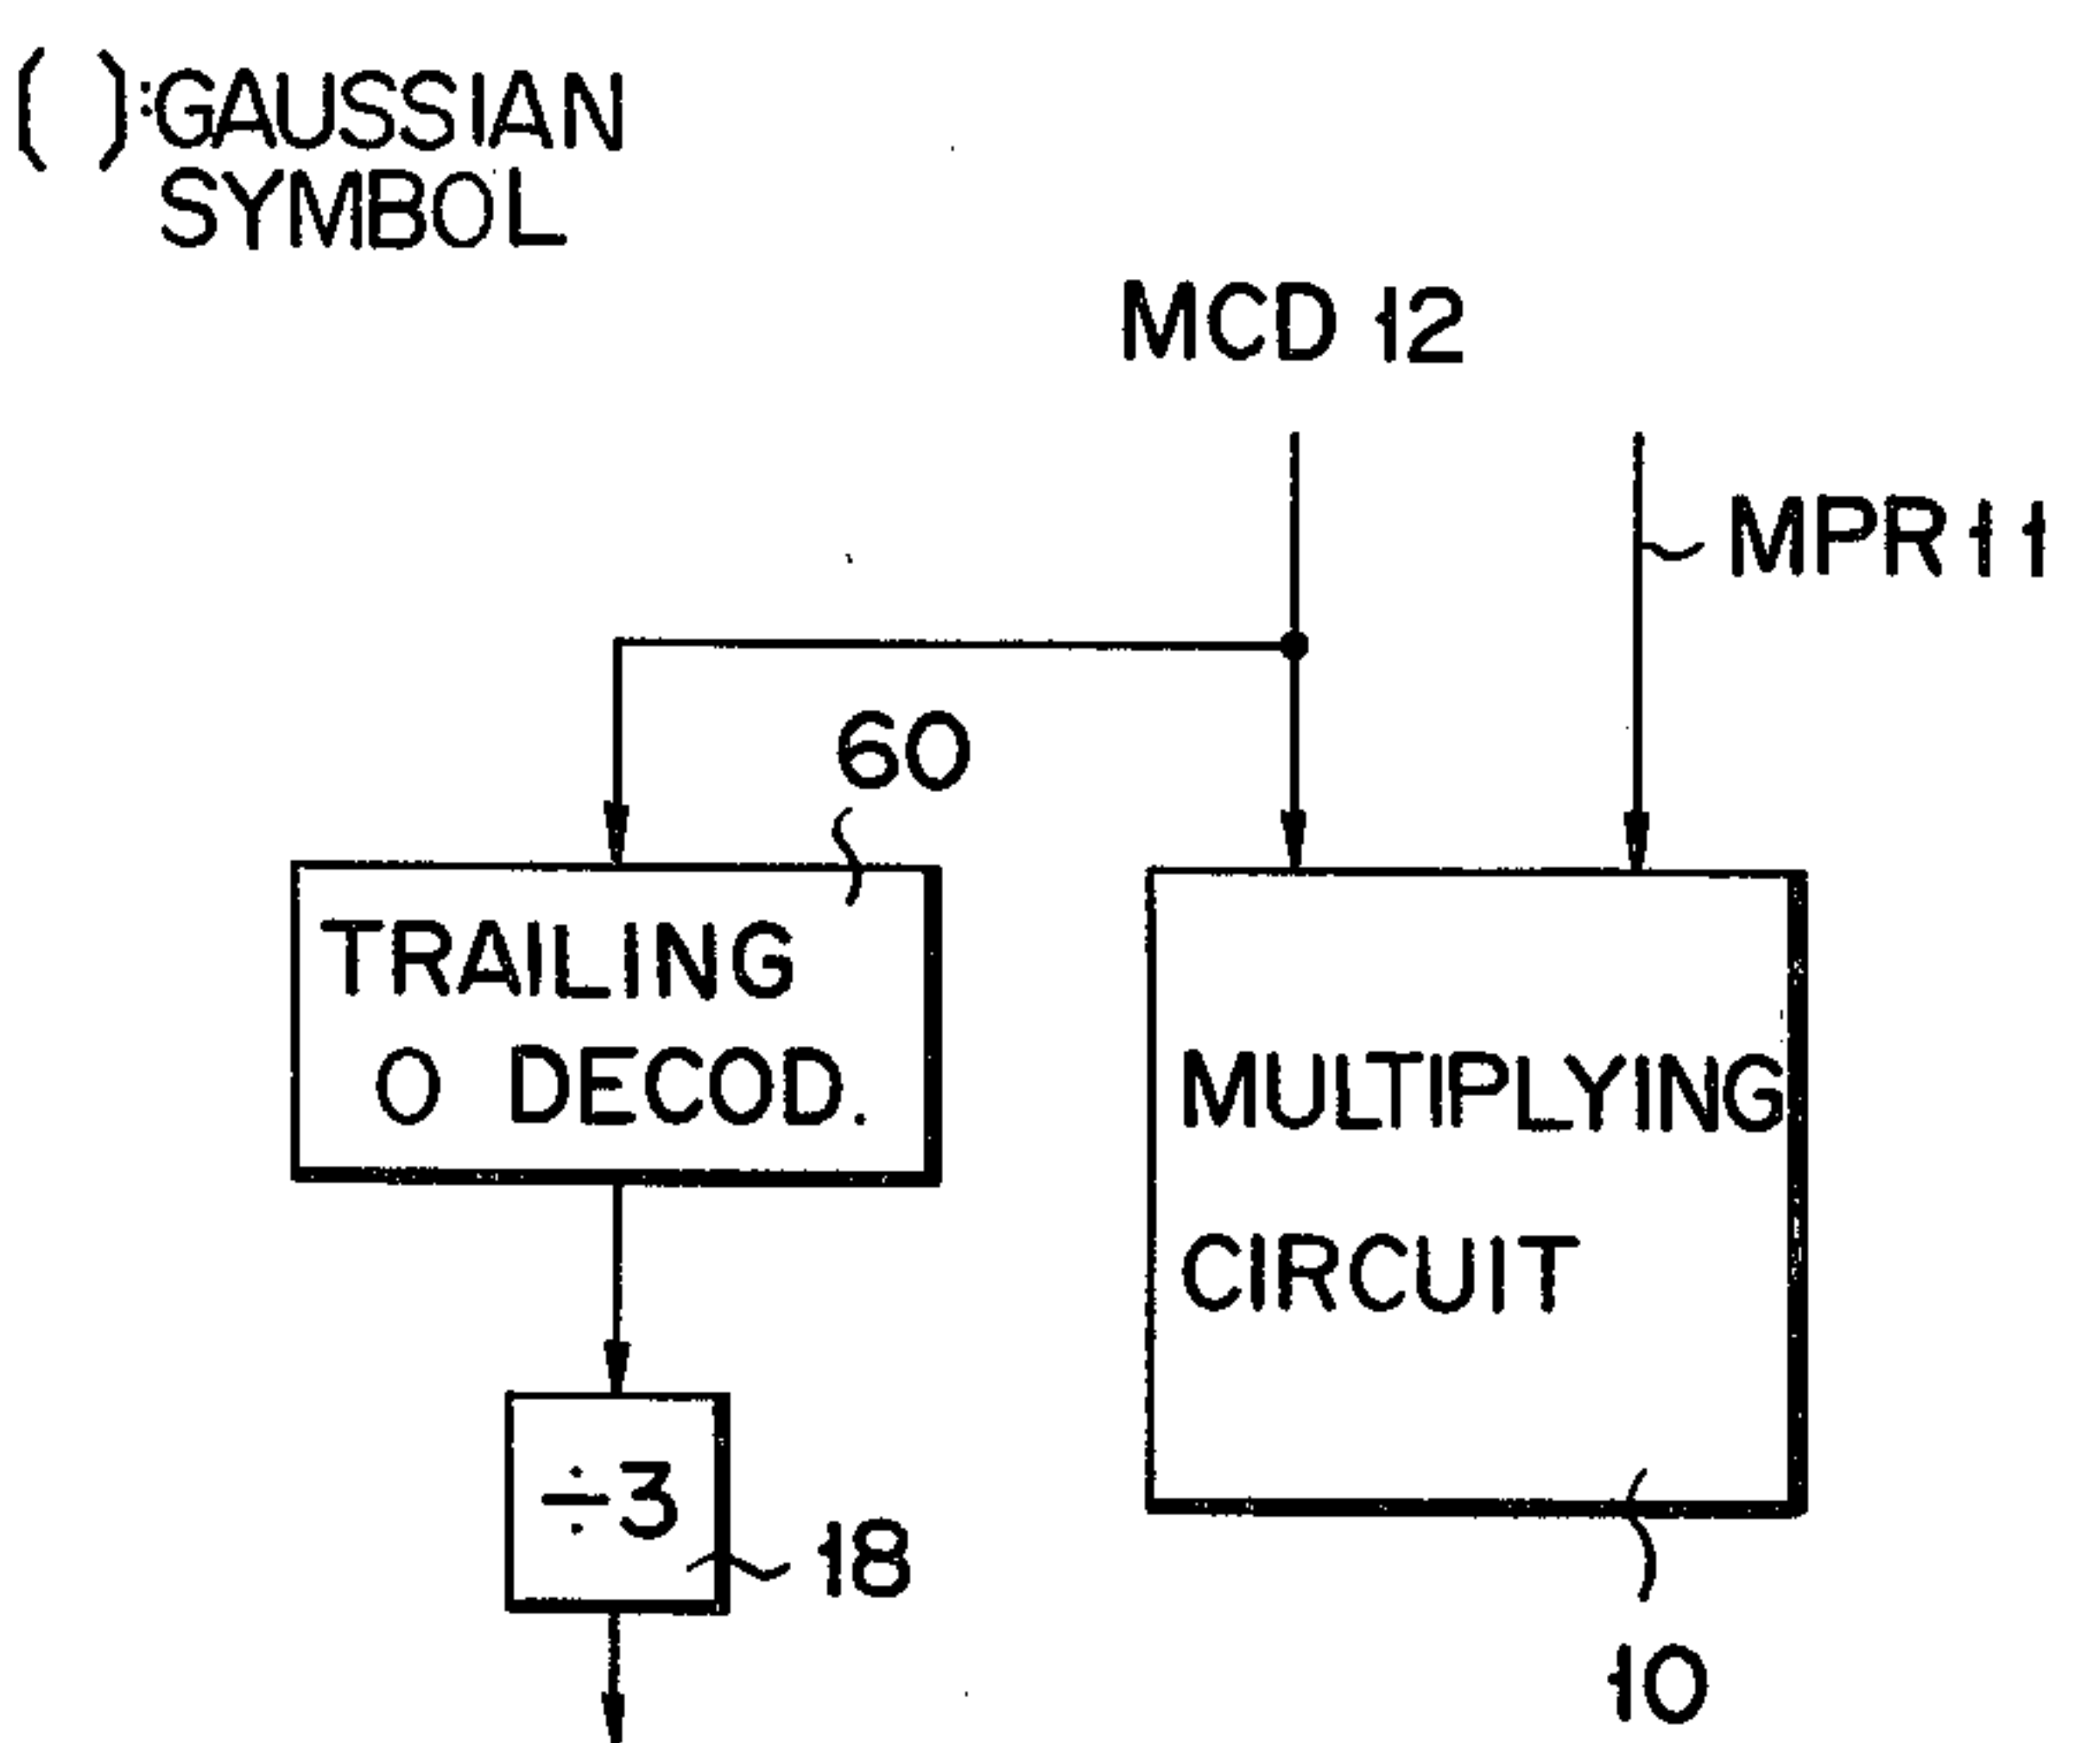 ( ):GAUSSIAN
SYMBOL
MCD 12
MPR 11
60
TRAILING
0 DECOD.
MULTIPLYING
CIRCUIT
÷3
18
10